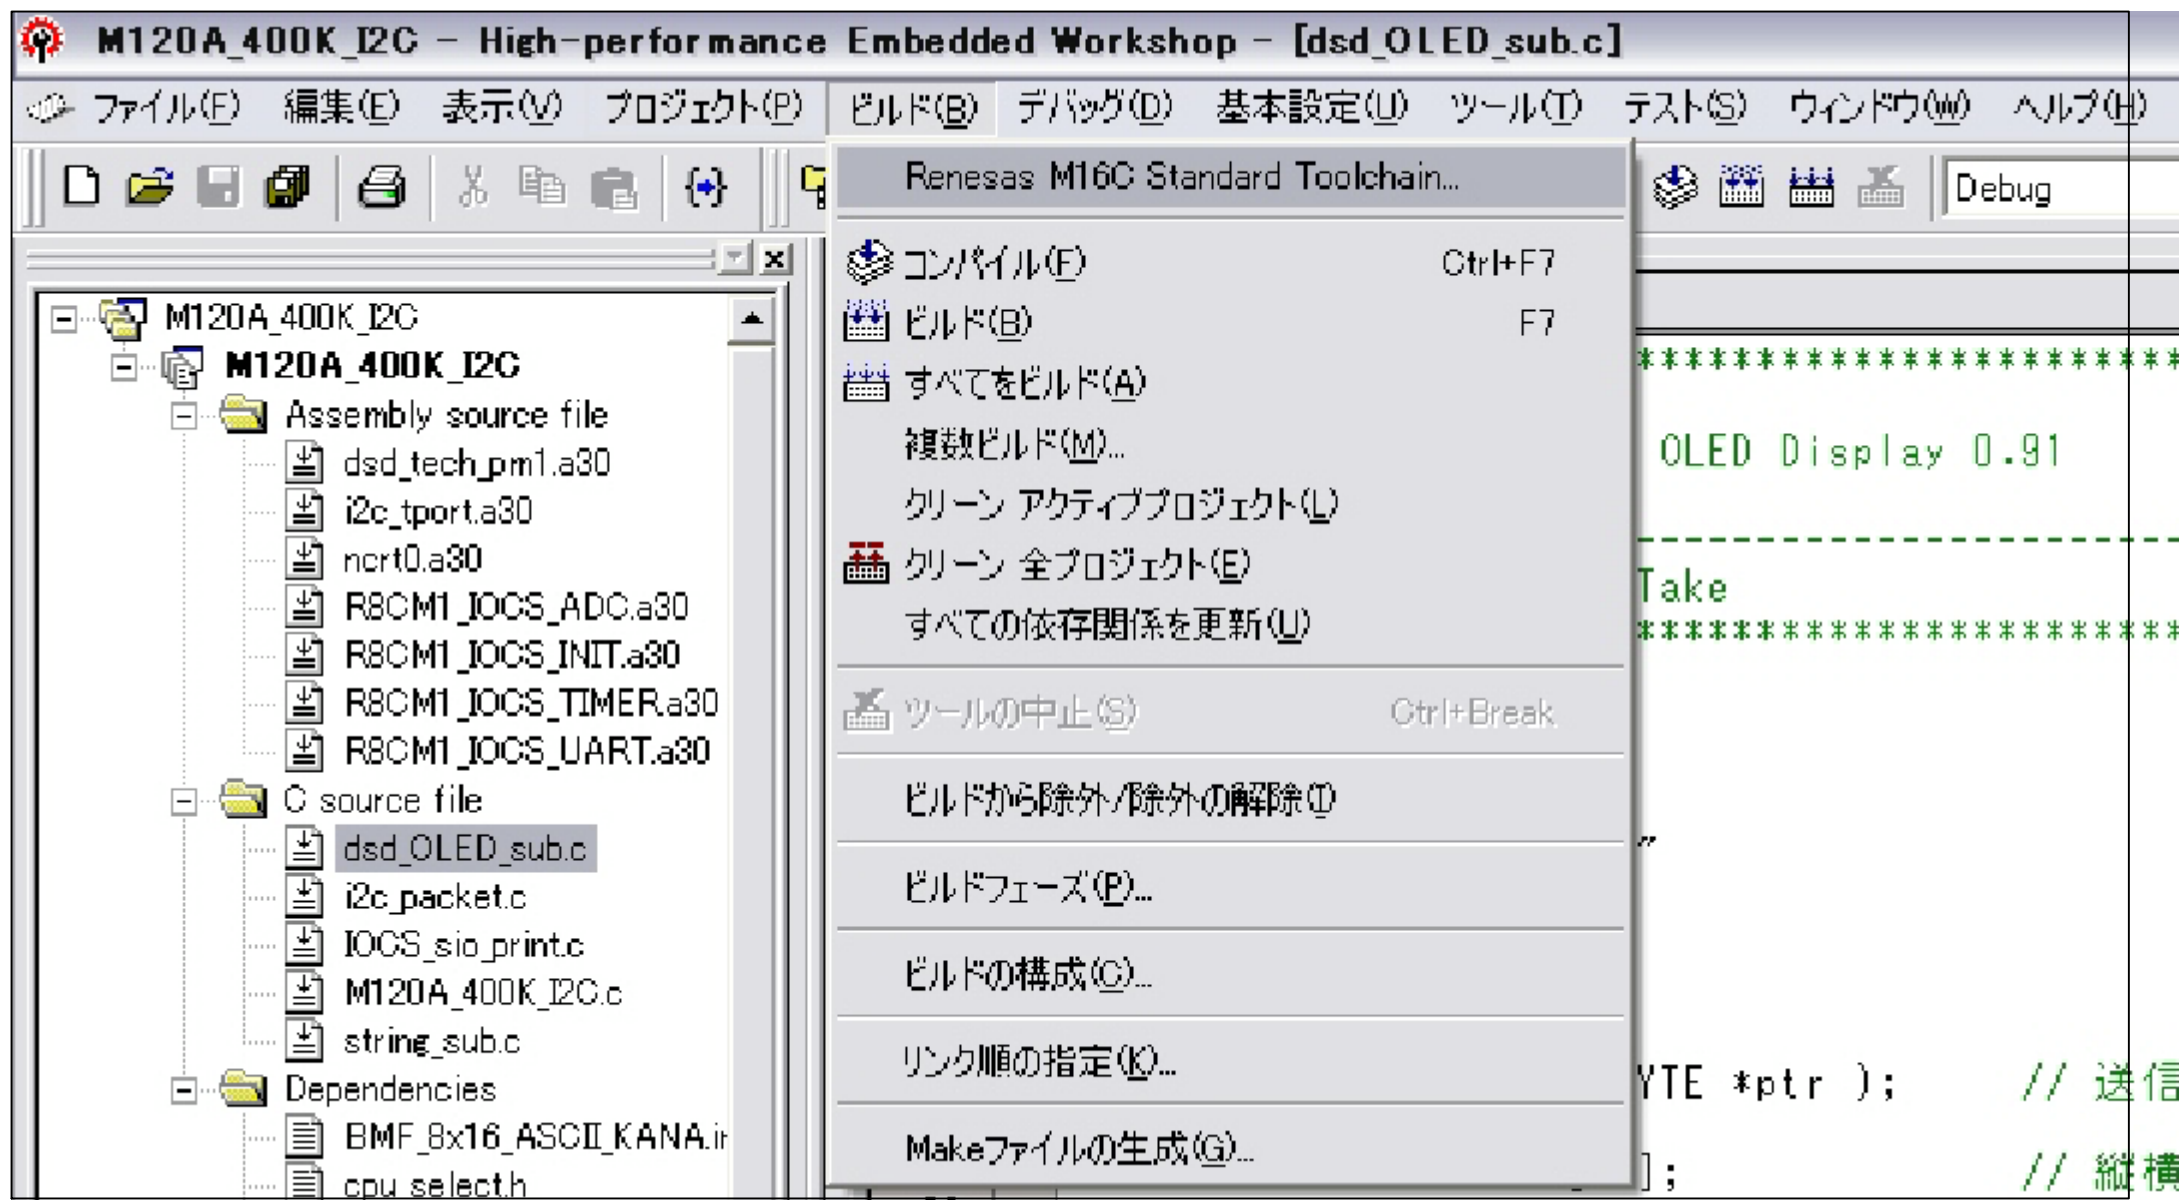 M120A_400K_I2C - High-performance Embedded Workshop - [dsd_OLED_sub.c]
ファイル(F) 編集(E) 表示(V) プロジェクト(P) ビルド(B) デバッグ(D) 基本設定(U) ツール(T) テスト(S) ウィンドウ(W) ヘルプ(H)
Debug
M120A_400K_I2C
M120A_400K_I2C
Assembly source file
dsd_tech_pm1.a30
i2c_tport.a30
ncrt0.a30
R8CM1_IOCS_ADC.a30
R8CM1_IOCS_INIT.a30
R8CM1_IOCS_TIMER.a30
R8CM1_IOCS_UART.a30
C source file
dsd_OLED_sub.c
i2c_packet.c
IOCS_sio_print.c
M120A_400K_I2C.c
string_sub.c
Dependencies
BMF_8x16_ASCII_KANA.in
cpu_select.h
Renesas M16C Standard Toolchain...
コンパイル(F) Ctrl+F7
ビルド(B) F7
すべてをビルド(A)
複数ビルド(M)...
クリーン アクティブプロジェクト(L)
クリーン 全プロジェクト(E)
すべての依存関係を更新(U)
ツールの中止(S) Ctrl+Break
ビルドから除外/除外の解除(I)
ビルドフェーズ(P)...
ビルドの構成(C)...
リンク順の指定(K)...
Makeファイルの生成(G)...
***********************
OLED Display 0.91
-----------------------
Take
***********************
"
YTE *ptr ); // 送信
]; // 縦横